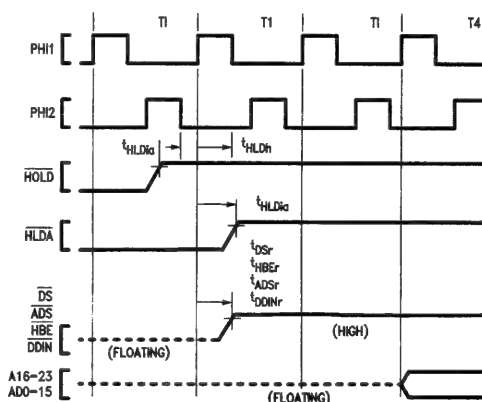 TI T1 TI T4
PHI1
PHI2
tHLDia tHLDh
HOLD
tHLDia
HLDA
tDSr
tHBEr
tADSr
tDDINr
DS
ADS
HBE
DDIN
(FLOATING) (HIGH)
A16-23
AD0-15
(FLOATING)